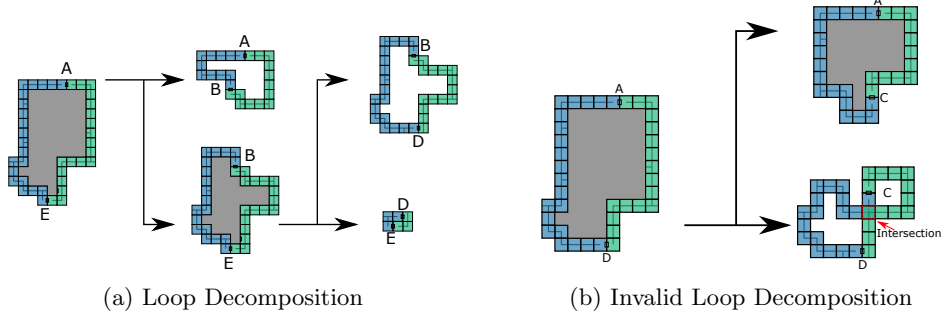 A
E
A
B
B
E
B
D
D
E
(a) Loop Decomposition
A
D
A
C
C
Intersection
D
(b) Invalid Loop Decomposition